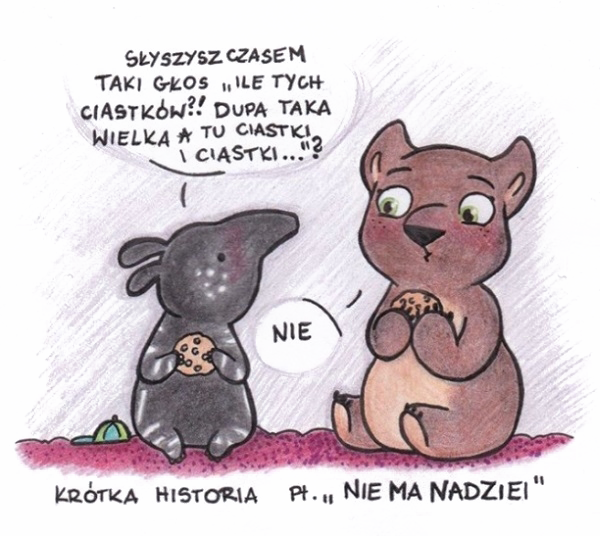 SŁYSZYSZ CZASEM
TAKI GŁOS „ILE TYCH
CIASTKÓW?! DUPA TAKA
WIELKA A TU CIASTKI
I CIASTKI..."?
NIE
KRÓTKA HISTORIA PT. „NIE MA NADZIEI"